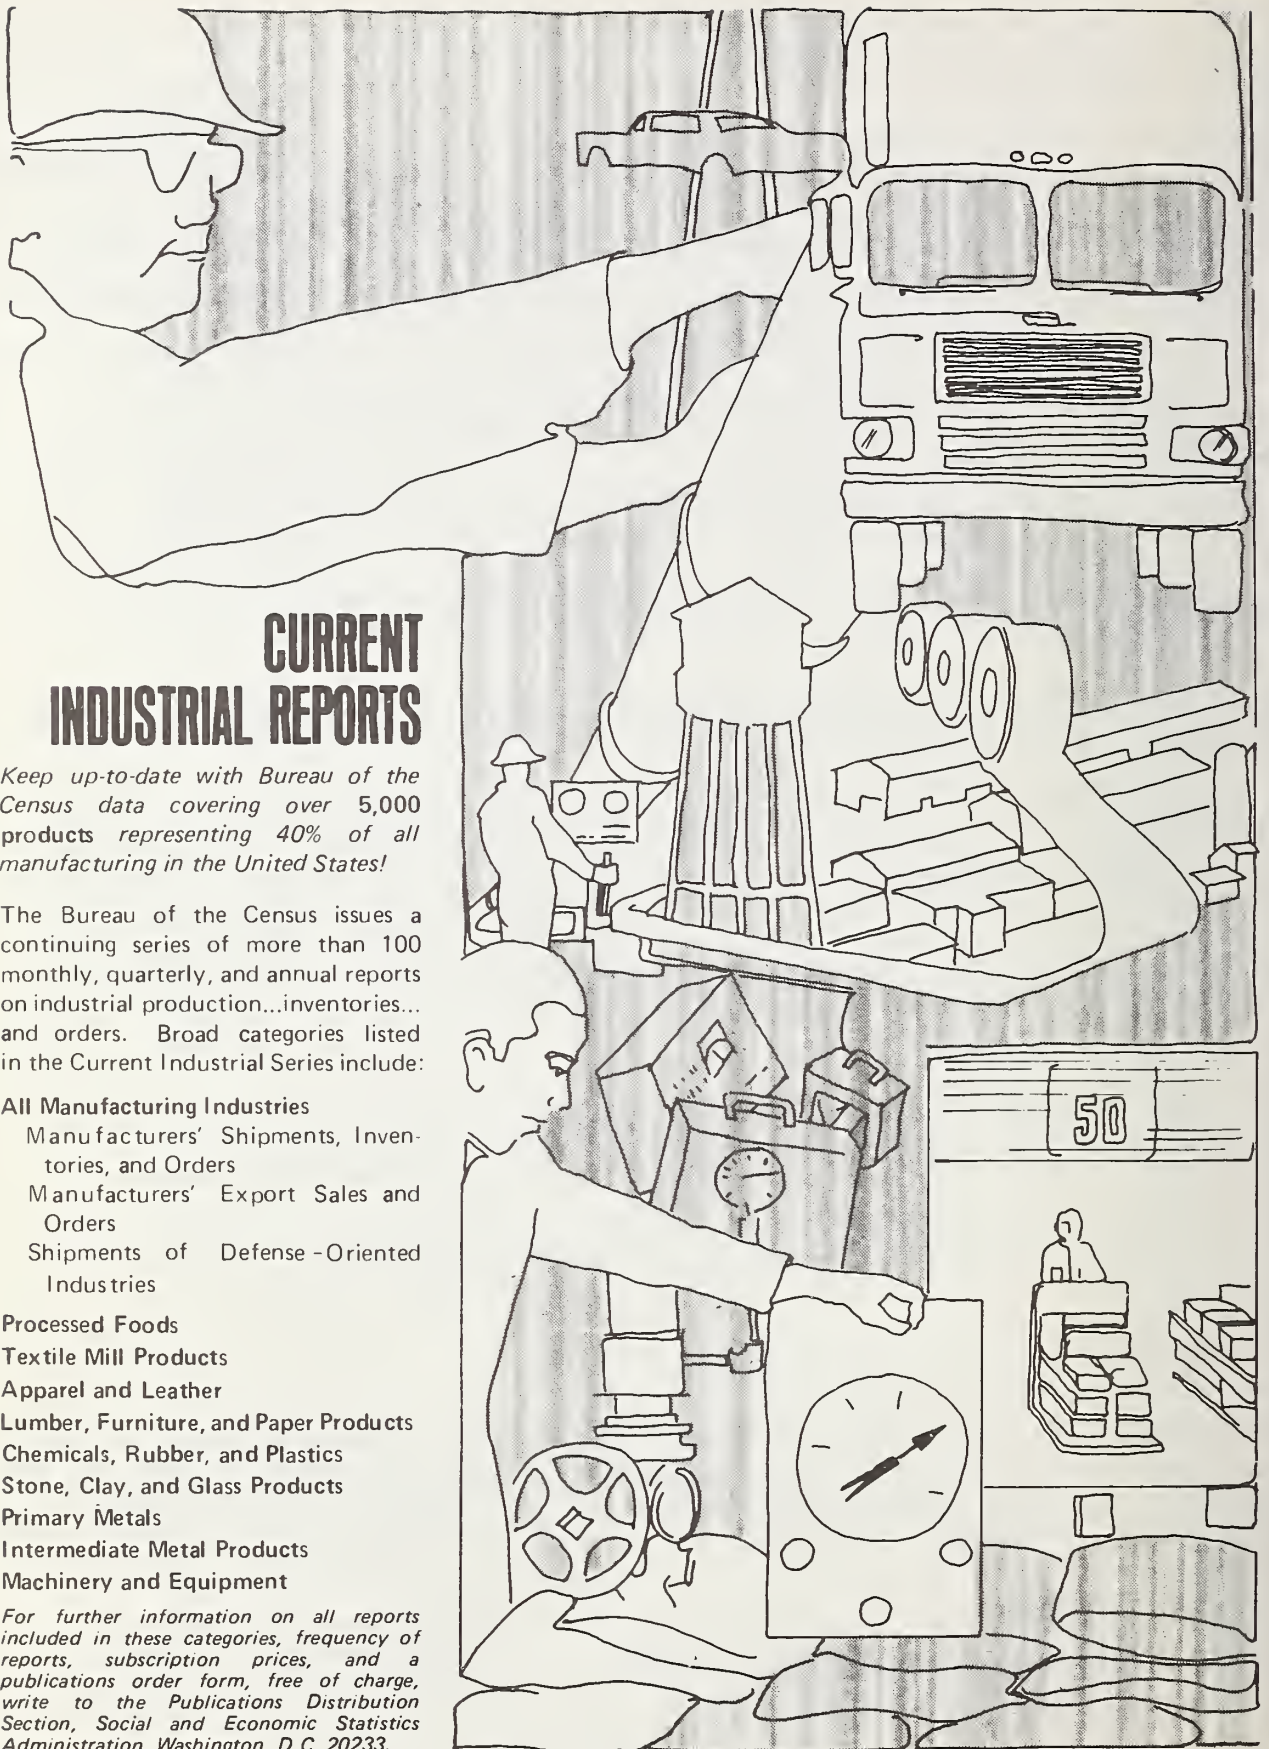 CURRENT
INDUSTRIAL REPORTS
Keep up-to-date with Bureau of the
Census data covering over 5,000
products representing 40% of all
manufacturing in the United States!
The Bureau of the Census issues a
continuing series of more than 100
monthly, quarterly, and annual reports
on industrial production...inventories...
and orders. Broad categories listed
in the Current Industrial Series include:
All Manufacturing Industries
Manufacturers' Shipments, Inven-
tories, and Orders
Manufacturers' Export Sales and
Orders
Shipments of Defense-Oriented
Industries
Processed Foods
Textile Mill Products
Apparel and Leather
Lumber, Furniture, and Paper Products
Chemicals, Rubber, and Plastics
Stone, Clay, and Glass Products
Primary Metals
Intermediate Metal Products
Machinery and Equipment
For further information on all reports
included in these categories, frequency of
reports, subscription prices, and a
publications order form, free of charge,
write to the Publications Distribution
Section, Social and Economic Statistics
Administration, Washington, D.C. 20233.
50